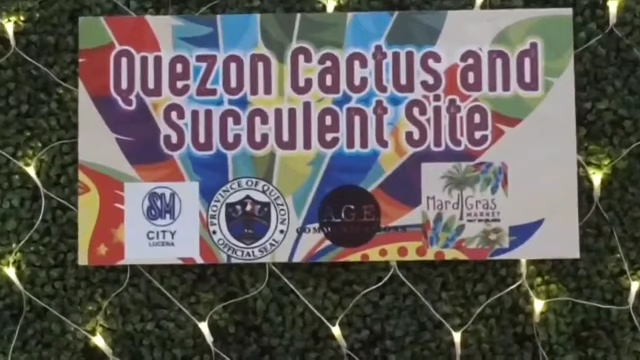 Quezon Cactus and
Succulent Site
SM
CITY
LUCENA
PROVINCE OF QUEZON
OFFICIAL SEAL
A.G.E.
Mardi Gras
MARKET